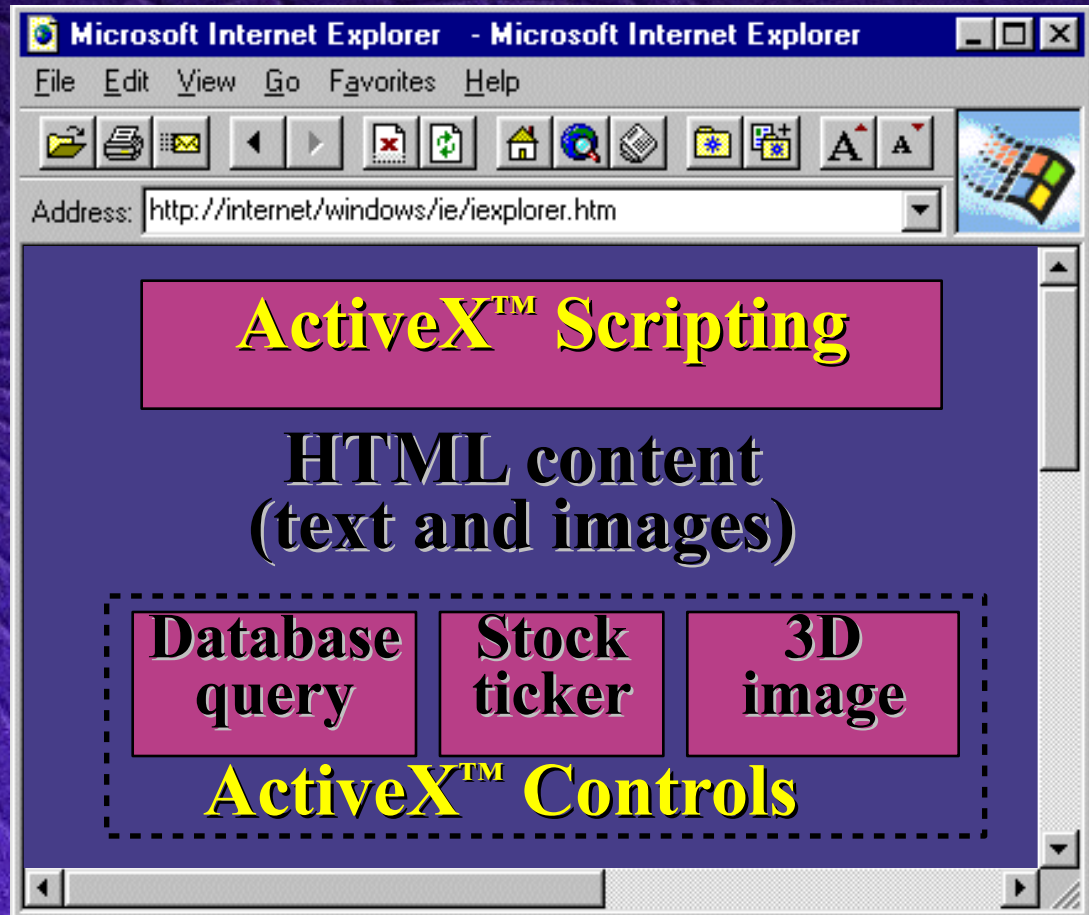 Microsoft Internet Explorer - Microsoft Internet Explorer
File Edit View Go Favorites Help
Address: http://internet/windows/ie/iexplorer.htm
ActiveX™ Scripting
HTML content
(text and images)
Database
query
Stock
ticker
3D
image
ActiveX™ Controls